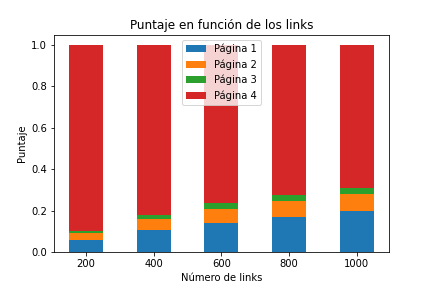 Puntaje en función de los links
Puntaje
1.0
0.8
0.6
0.4
0.2
0.0
Página 1
Página 2
Página 3
Página 4
200 400 600 800 1000
Número de links